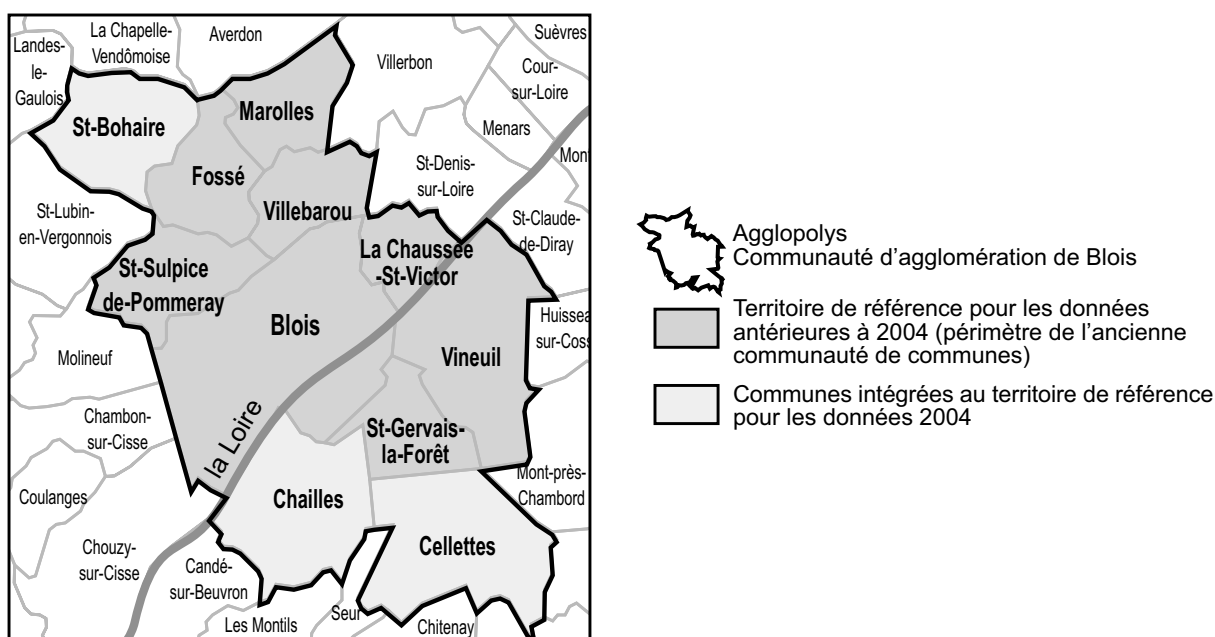 Landes-
le-
Gaulois
La Chapelle-
Vendômoise
Averdon
Villerbon
Suèvres
Cour-
sur-Loire
Menars
Mont
St-Bohaire
Marolles
Fossé
St-Denis-
sur-Loire
Villebarou
St-Lubin-
en-Vergonnois
St-Claude-
de-Diray
La Chaussée
-St-Victor
St-Sulpice
de-Pommeray
Blois
Huissea
sur-Coss
Molineuf
Vineuil
Chambon-
sur-Cisse
la Loire
St-Gervais-
la-Forêt
Coulanges
Chailles
Mont-près-
Chambord
Cellettes
Chouzy-
sur-Cisse
Candé-
sur-Beuvron
Les Montils
Seur
Chitenay
Agglopolys
Communauté d'agglomération de Blois
Territoire de référence pour les données
antérieures à 2004 (périmètre de l'ancienne
communauté de communes)
Communes intégrées au territoire de référence
pour les données 2004